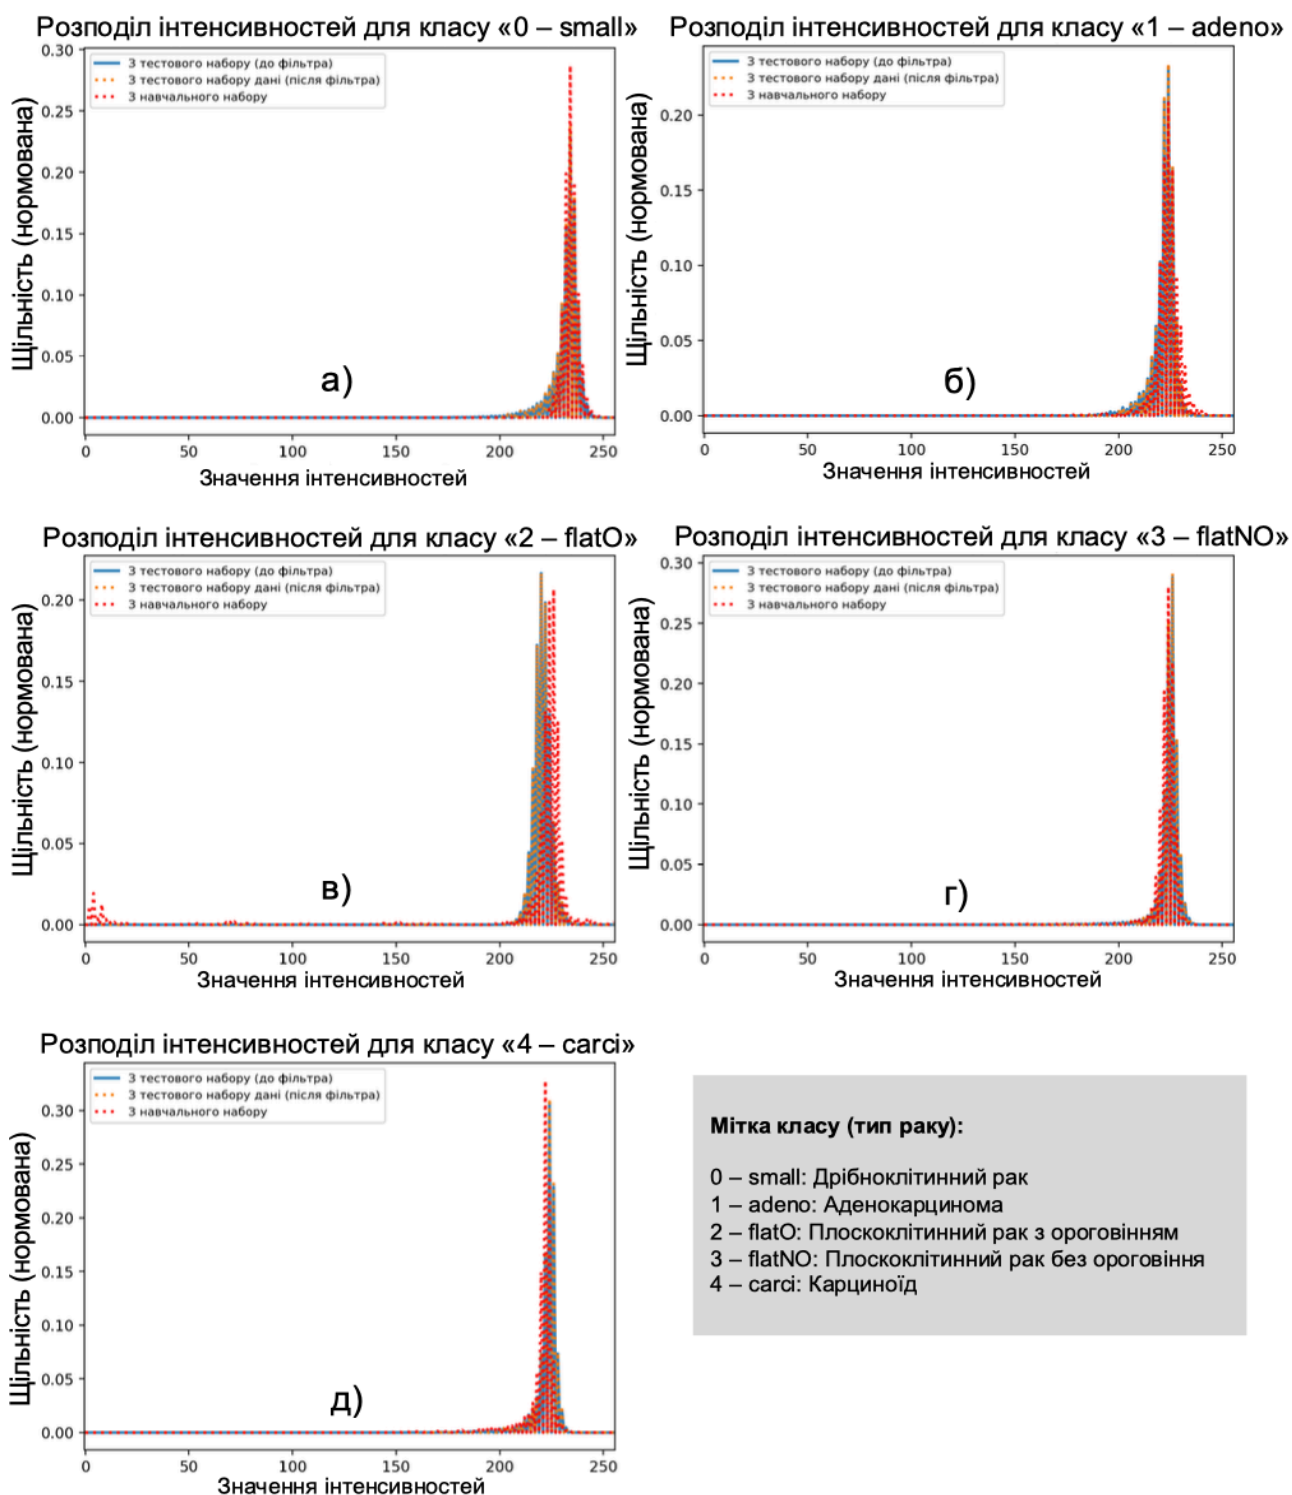 Розподіл інтенсивностей для класу «0 – small»
З тестового набору (до фільтра)
З тестового набору дані (після фільтра)
З навчального набору
Щільність (нормована)
0.30
0.25
0.20
0.15
0.10
0.05
0.00
а)
0 50 100 150 200 250
Значення інтенсивностей
Розподіл інтенсивностей для класу «1 – adeno»
З тестового набору (до фільтра)
З тестового набору дані (після фільтра)
З навчального набору
Щільність (нормована)
0.20
0.15
0.10
0.05
0.00
б)
0 50 100 150 200 250
Значення інтенсивностей
Розподіл інтенсивностей для класу «2 – flatO»
З тестового набору (до фільтра)
З тестового набору дані (після фільтра)
З навчального набору
Щільність (нормована)
0.20
0.15
0.10
0.05
0.00
в)
0 50 100 150 200 250
Значення інтенсивностей
Розподіл інтенсивностей для класу «3 – flatNO»
З тестового набору (до фільтра)
З тестового набору дані (після фільтра)
З навчального набору
Щільність (нормована)
0.30
0.25
0.20
0.15
0.10
0.05
0.00
г)
0 50 100 150 200 250
Значення інтенсивностей
Розподіл інтенсивностей для класу «4 – carci»
З тестового набору (до фільтра)
З тестового набору дані (після фільтра)
З навчального набору
Щільність (нормована)
0.30
0.25
0.20
0.15
0.10
0.05
0.00
д)
0 50 100 150 200 250
Значення інтенсивностей
Мітка класу (тип раку):
0 – small: Дрібноклітинний рак
1 – adeno: Аденокарцинома
2 – flatO: Плоскоклітинний рак з ороговінням
3 – flatNO: Плоскоклітинний рак без ороговіння
4 – carci: Карциноїд